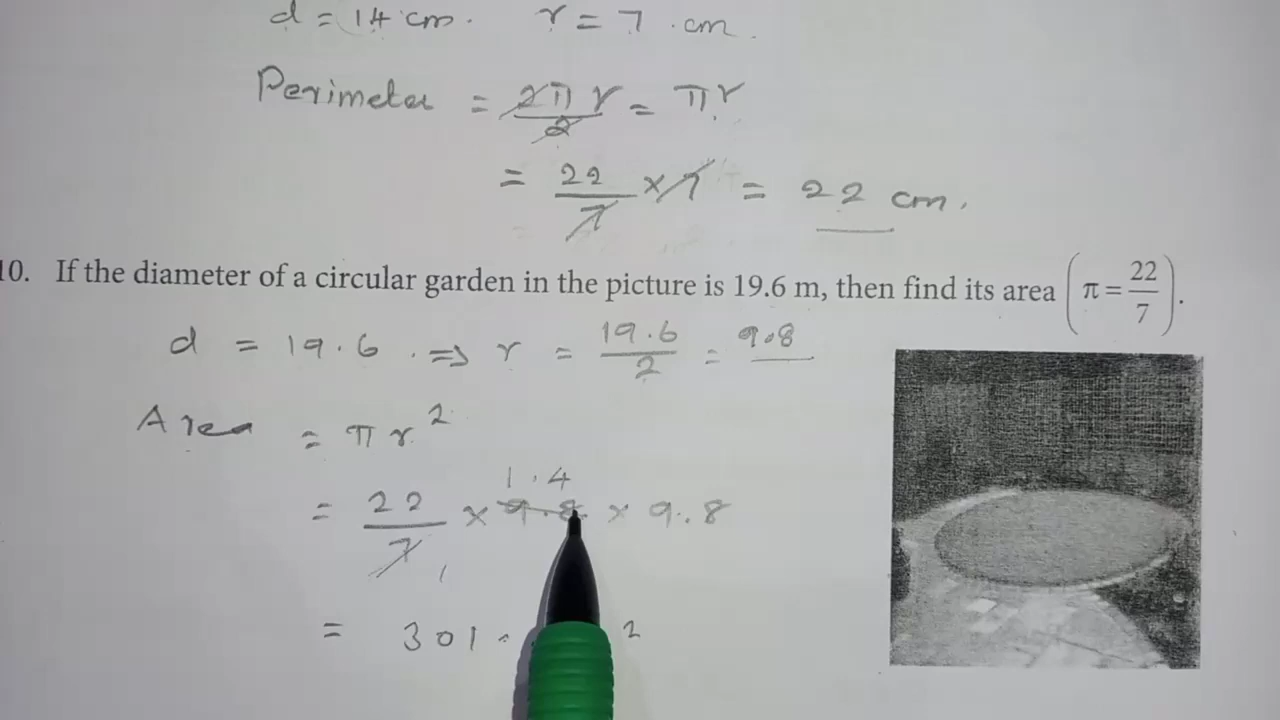 d = 14 cm. r = 7 cm.
Perimeter = 2πr/2 = πr
= 22/7 × 7 = 22 cm.
10. If the diameter of a circular garden in the picture is 19.6 m, then find its area (π = 22/7).
d = 19.6 ⇒ r = 19.6/2 = 9.8
Area = πr²
1.4
= 22/7 × 9.8 × 9.8
1
= 301. 2